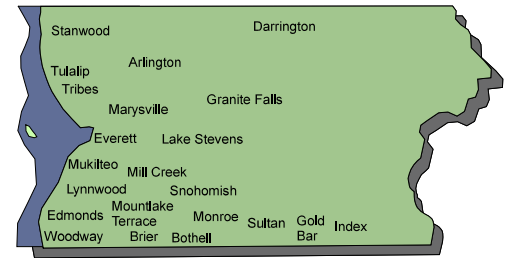 Darrington
Stanwood
Arlington
Tulalip
Tribes
Granite Falls
Marysville
Everett
Lake Stevens
Mukilteo
Mill Creek
Lynnwood
Snohomish
Mountlake
Terrace
Edmonds
Monroe
Sultan
Gold
Bar
Index
Woodway
Brier
Bothell